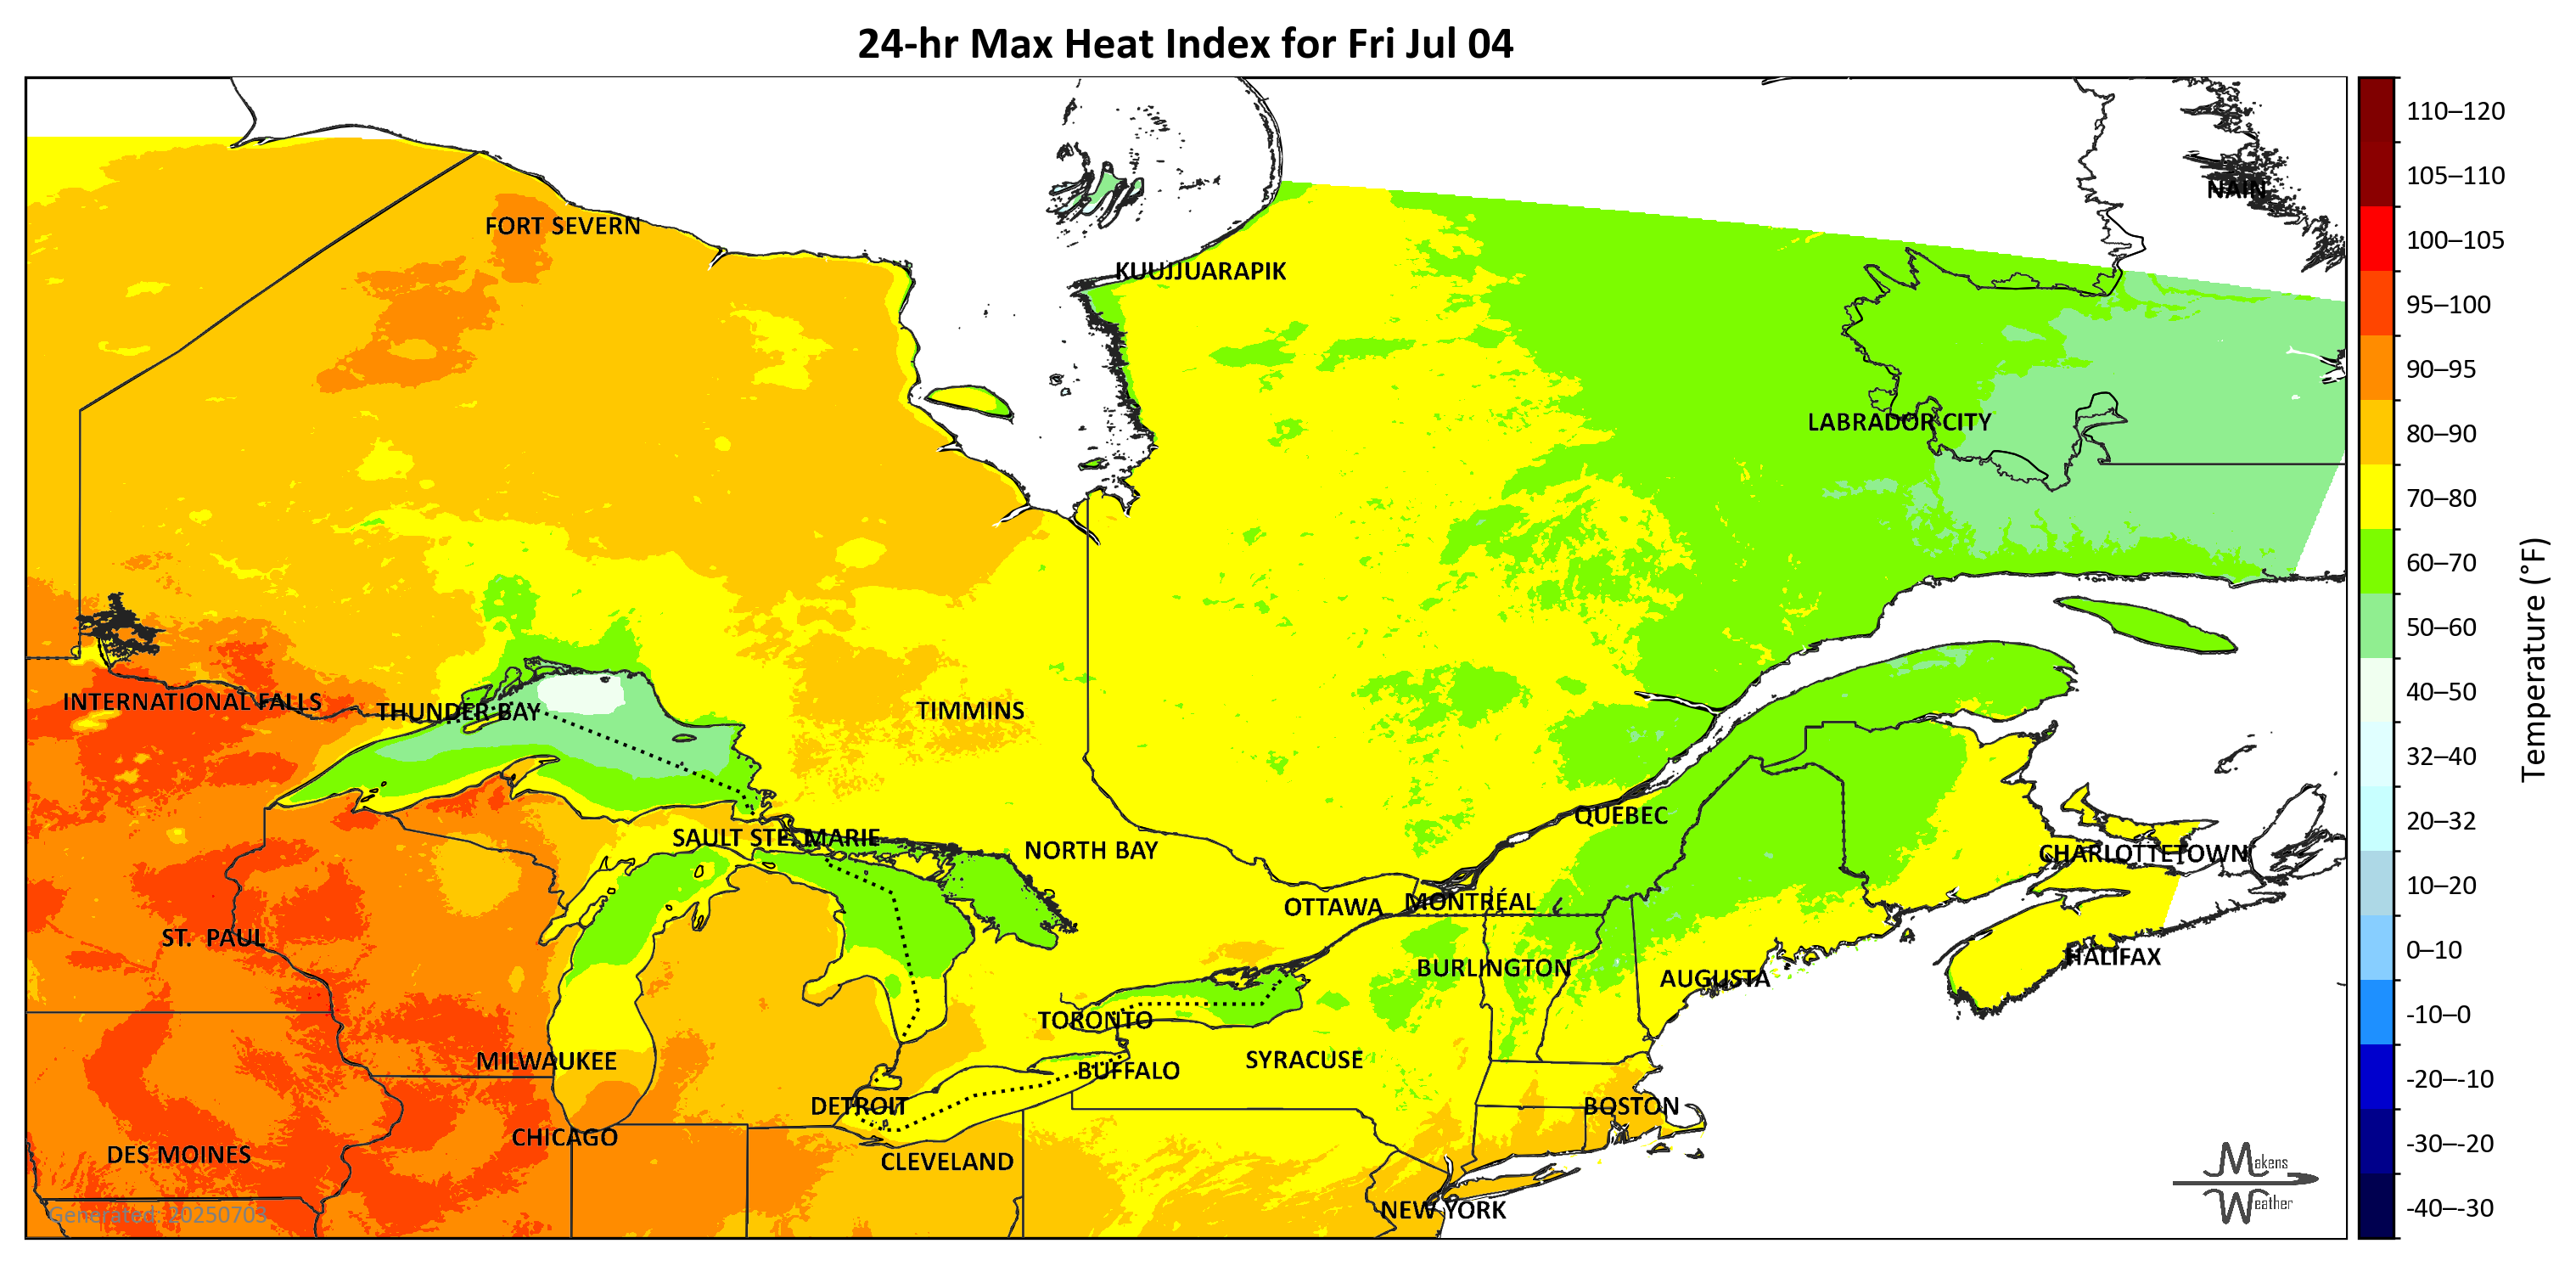 24-hr Max Heat Index for Fri Jul 04
NAIN
FORT SEVERN
KUUJJUARAPIK
LABRADOR CITY
INTERNATIONAL FALLS
THUNDER BAY
TIMMINS
QUEBEC
SAULT STE. MARIE
NORTH BAY
CHARLOTTETOWN
OTTAWA
MONTRÉAL
ST. PAUL
HALIFAX
BURLINGTON
AUGUSTA
TORONTO
MILWAUKEE
SYRACUSE
BUFFALO
DETROIT
BOSTON
CHICAGO
DES MOINES
CLEVELAND
NEW YORK
Generated: 20250703
Makens
Weather
110−120
105−110
100−105
95−100
90−95
80−90
70−80
60−70
50−60
40−50
32−40
20−32
10−20
0−10
-10−0
-20−-10
-30−-20
-40−-30
Temperature (°F)